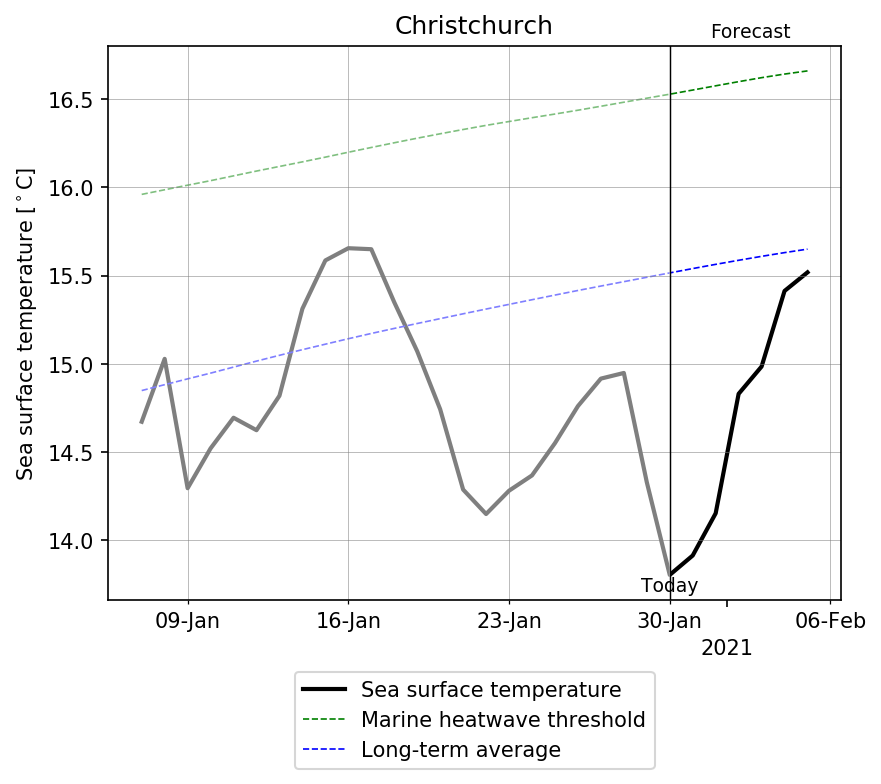 Christchurch
Forecast
16.5
16.0
15.5
15.0
14.5
14.0
Sea surface temperature [°C]
Today
09-Jan 16-Jan 23-Jan 30-Jan 06-Feb
2021
Sea surface temperature
Marine heatwave threshold
Long-term average